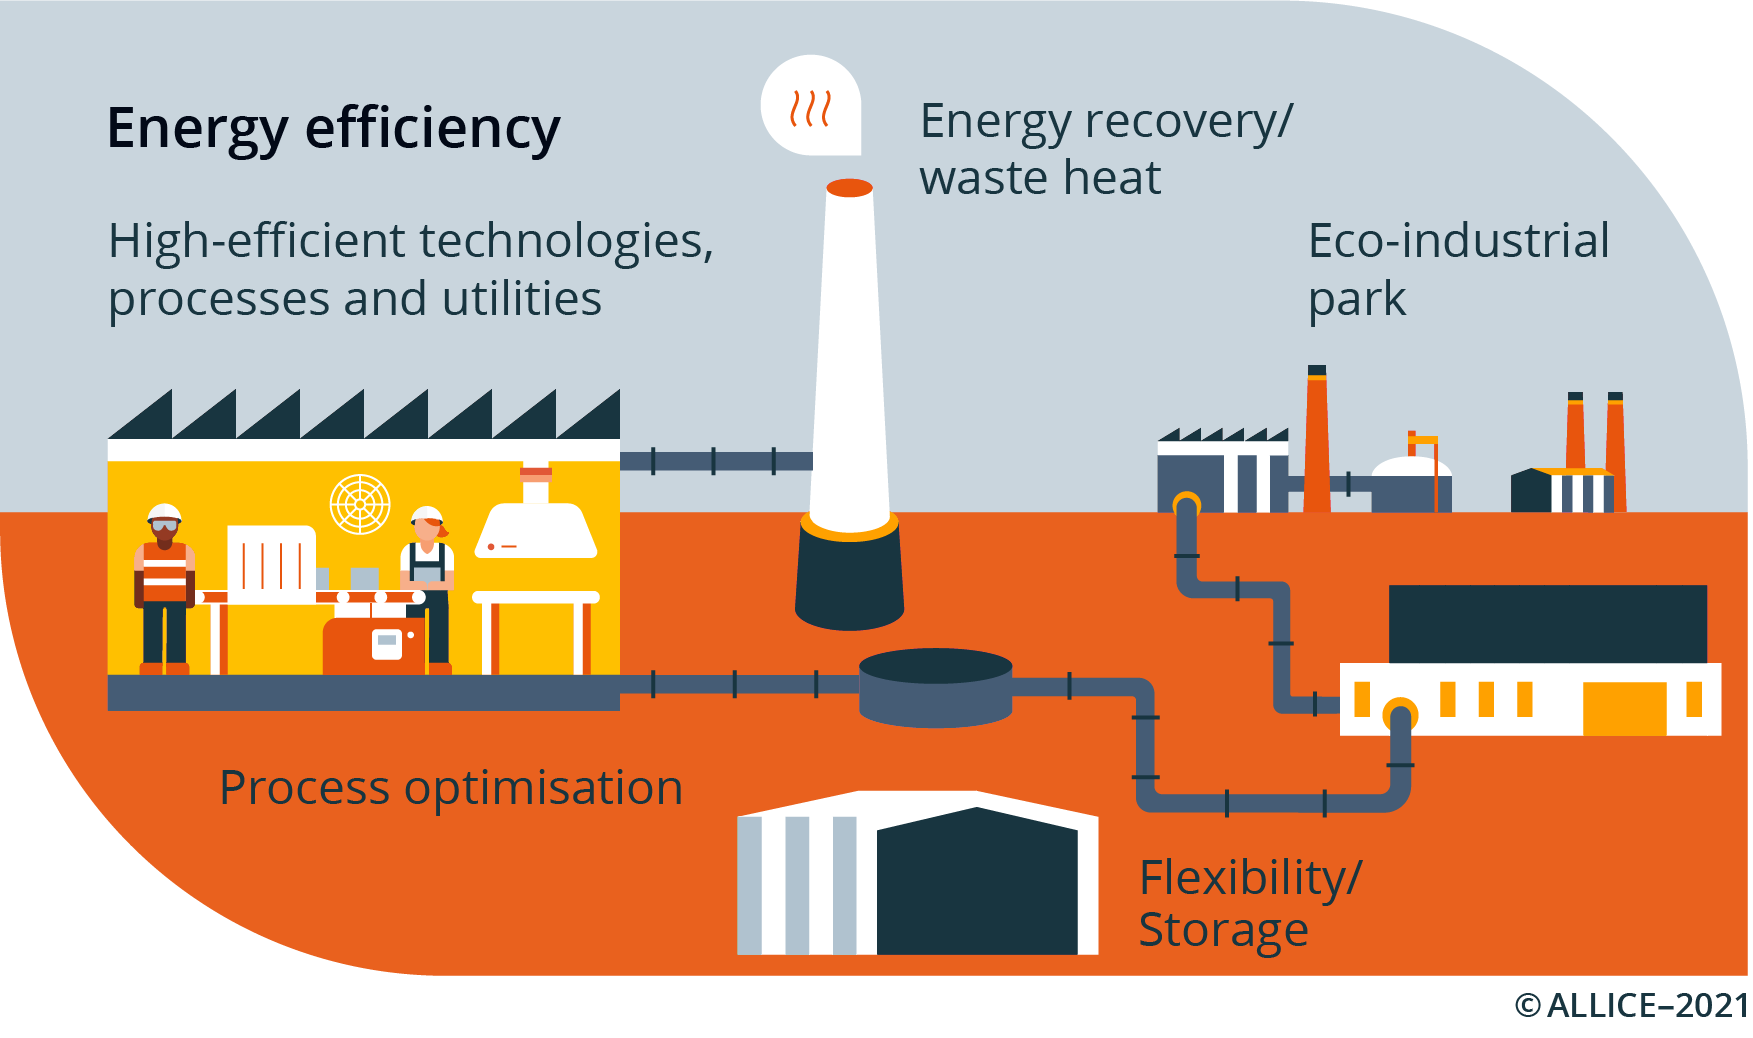 Energy efficiency
High-efficient technologies,
processes and utilities
Energy recovery/
waste heat
Eco-industrial
park
Process optimisation
Flexibility/
Storage
© ALLICE–2021